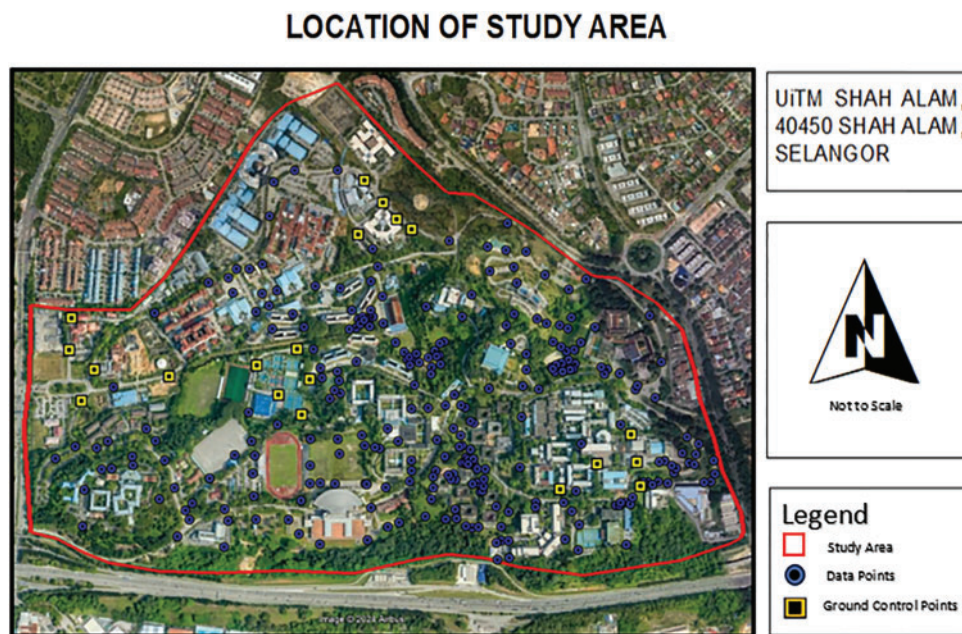 LOCATION OF STUDY AREA
UiTM SHAH ALAM,
40450 SHAH ALAM,
SELANGOR
N
Not to Scale
Legend
Study Area
Data Points
Ground Control Points
Image © 2023 Airbus